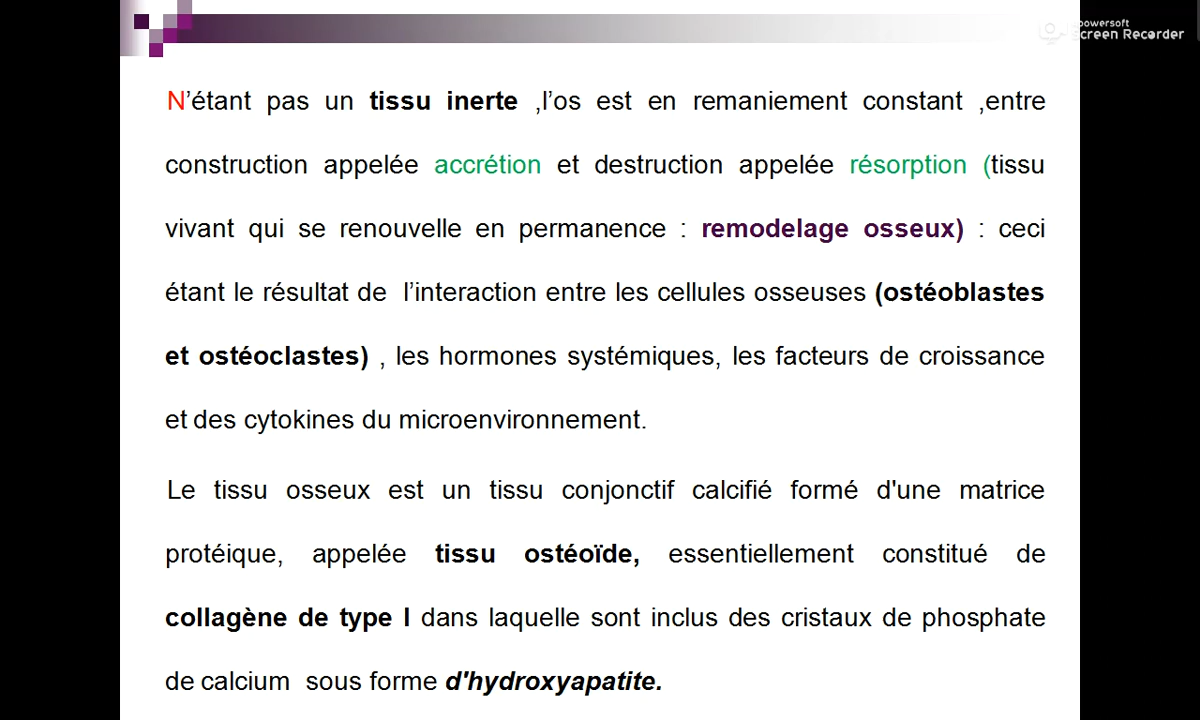 powersoft
Screen Recorder
N’étant pas un tissu inerte ,l’os est en remaniement constant ,entre
construction appelée accrétion et destruction appelée résorption (tissu
vivant qui se renouvelle en permanence : remodelage osseux) : ceci
étant le résultat de l’interaction entre les cellules osseuses (ostéoblastes
et ostéoclastes) , les hormones systémiques, les facteurs de croissance
et des cytokines du microenvironnement.
Le tissu osseux est un tissu conjonctif calcifié formé d'une matrice
protéique, appelée tissu ostéoïde, essentiellement constitué de
collagène de type I dans laquelle sont inclus des cristaux de phosphate
de calcium sous forme d'hydroxyapatite.